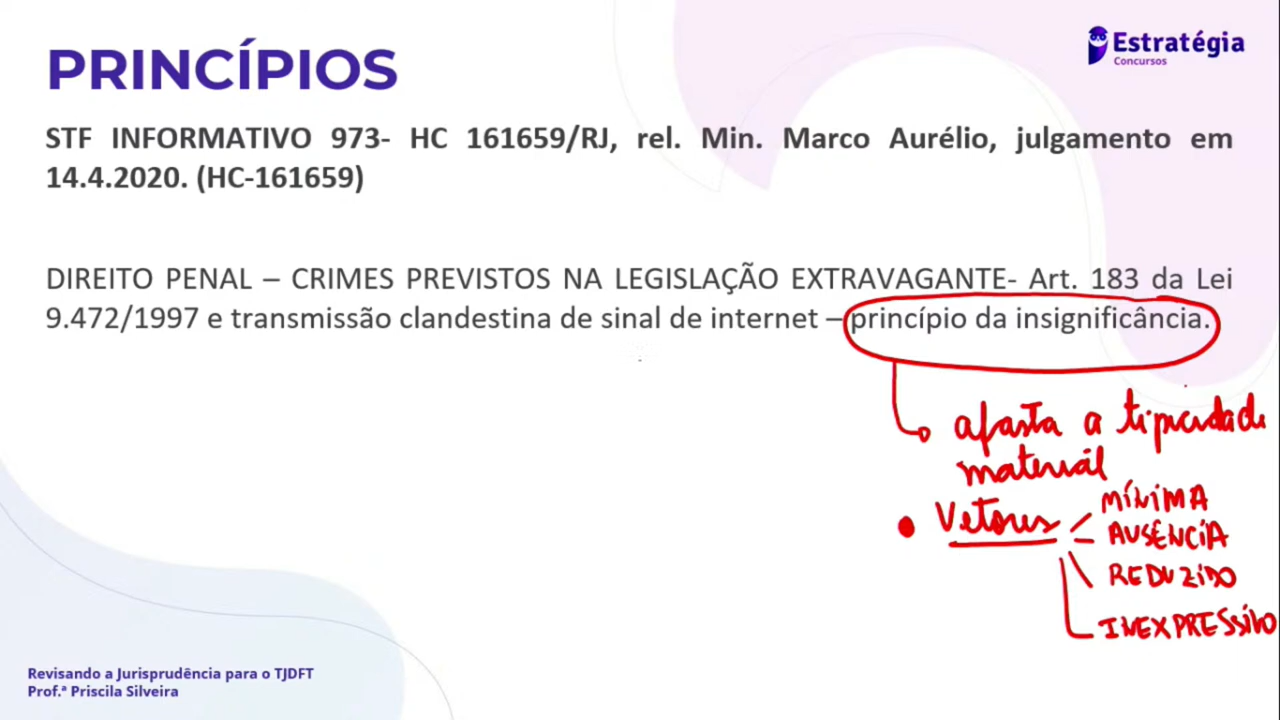 PRINCÍPIOS
Estratégia
Concursos
STF INFORMATIVO 973- HC 161659/RJ, rel. Min. Marco Aurélio, julgamento em
14.4.2020. (HC-161659)
DIREITO PENAL – CRIMES PREVISTOS NA LEGISLAÇÃO EXTRAVAGANTE- Art. 183 da Lei
9.472/1997 e transmissão clandestina de sinal de internet – princípio da insignificância.
afasta a tipicidade
material
Vetores
MÍNIMA
AUSÊNCIA
REDUZIDO
INEXPRESSIVO
Revisando a Jurisprudência para o TJDFT
Prof.ª Priscila Silveira